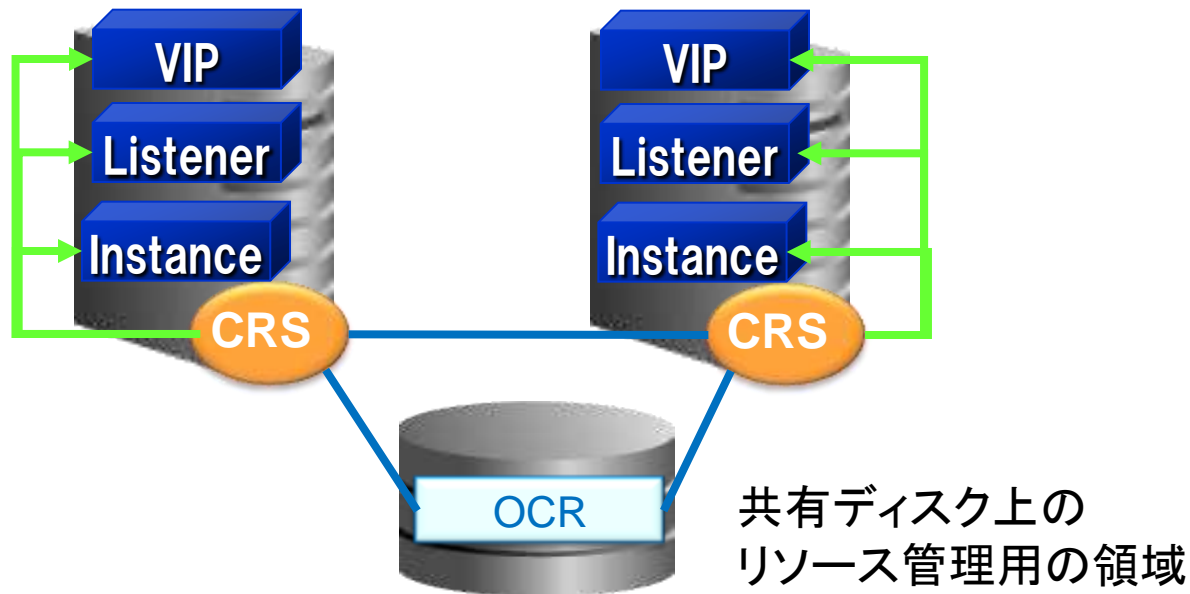 VIP
Listener
Instance
CRS
VIP
Listener
Instance
CRS
OCR
共有ディスク上の
リソース管理用の領域